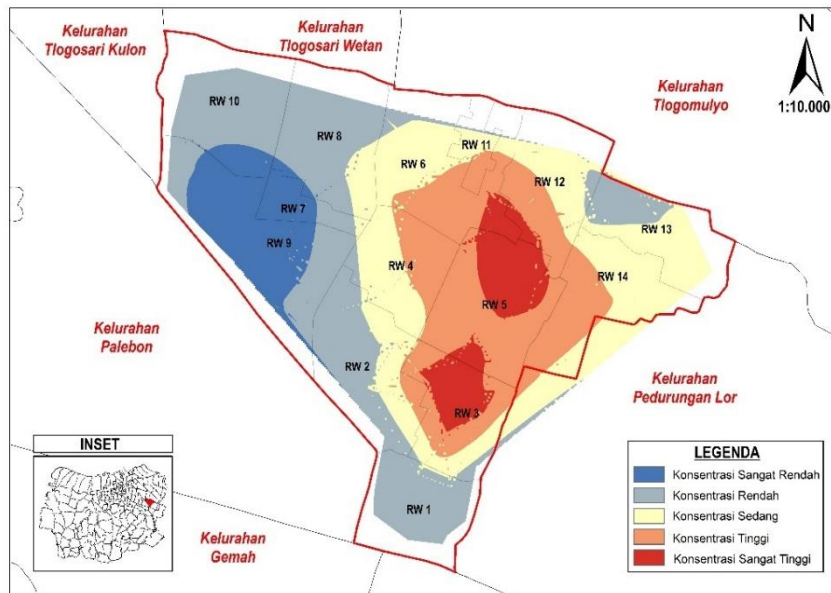 Kelurahan
Tlogosari Kulon
Kelurahan
Tlogosari Wetan
Kelurahan
Tlogomulyo
N
1:10.000
RW 10
RW 8
RW 11
RW 6
RW 12
RW 7
RW 13
RW 9
RW 4
RW 14
RW 5
Kelurahan
Palebon
RW 2
Kelurahan
Pedurungan Lor
RW 3
RW 1
INSET
Kelurahan
Gemah
LEGENDA
Konsentrasi Sangat Rendah
Konsentrasi Rendah
Konsentrasi Sedang
Konsentrasi Tinggi
Konsentrasi Sangat Tinggi